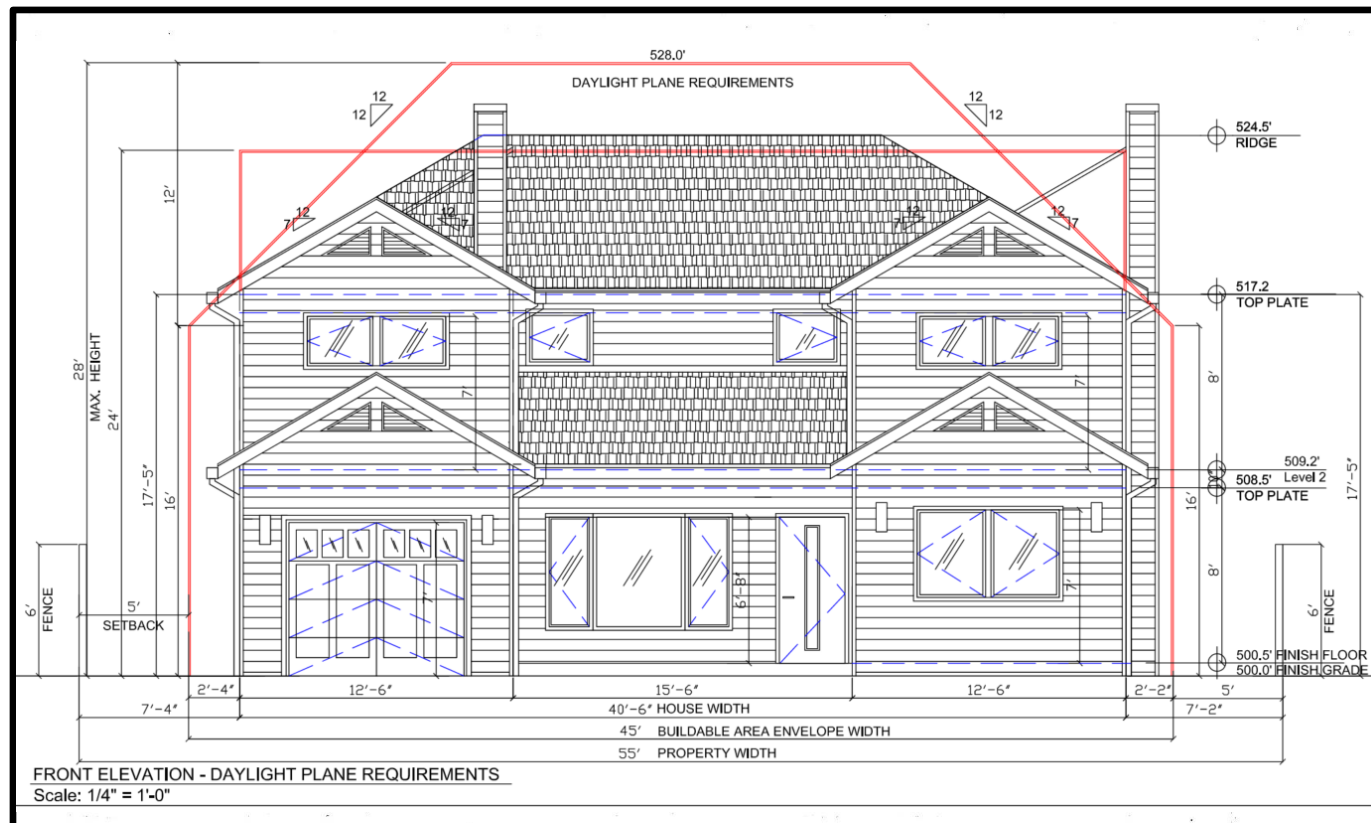 528.0'
DAYLIGHT PLANE REQUIREMENTS
12
12
12
12
524.5'
RIDGE
12'
12
7
12
7
12
7
12
7
517.2
TOP PLATE
28'
MAX. HEIGHT
24'
17'-5"
16'
7'
7'
8'
16'
17'-5"
509.2'
Level 2
508.5'
TOP PLATE
6'
FENCE
5'
SETBACK
7'
6'-8"
7'
8'
6'
FENCE
500.5' FINISH FLOOR
500.0' FINISH GRADE
2'-4"
12'-6"
15'-6"
12'-6"
2'-2"
5'
7'-4"
40'-6" HOUSE WIDTH
7'-2"
45' BUILDABLE AREA ENVELOPE WIDTH
55' PROPERTY WIDTH
FRONT ELEVATION - DAYLIGHT PLANE REQUIREMENTS
Scale: 1/4" = 1'-0"